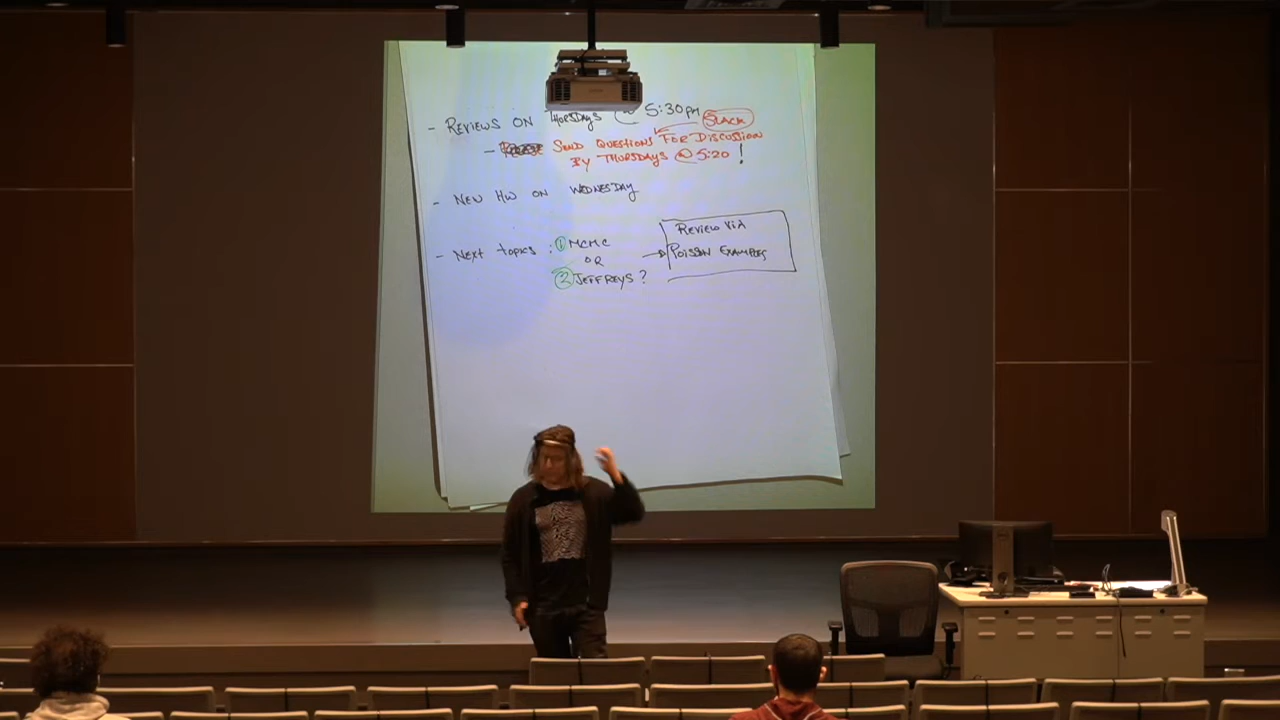 - REVIEWS ON THURSDAYS @ 5:30PM SLACK
- SEND QUESTIONS FOR DISCUSSION
BY THURSDAYS @ 5:20 !
- NEW HW ON WEDNESDAY
- NEXT TOPICS : ① MCMC
OR
② JEFFREYS ?
→ REVIEW VIA
POISSON EXAMPLES